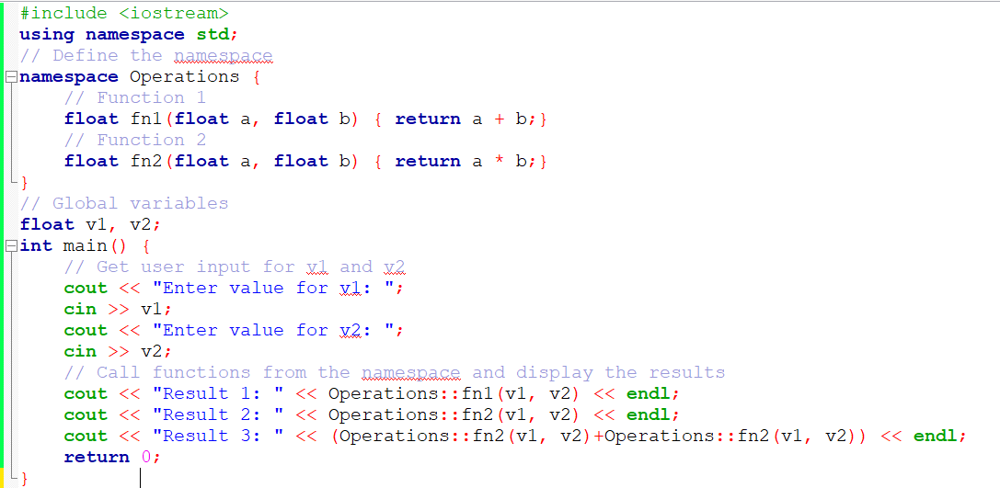 #include <iostream>
using namespace std;
// Define the namespace
namespace Operations {
// Function 1
float fn1(float a, float b) { return a + b;}
// Function 2
float fn2(float a, float b) { return a * b;}
}
// Global variables
float v1, v2;
int main() {
// Get user input for v1 and v2
cout << "Enter value for v1: ";
cin >> v1;
cout << "Enter value for v2: ";
cin >> v2;
// Call functions from the namespace and display the results
cout << "Result 1: " << Operations::fn1(v1, v2) << endl;
cout << "Result 2: " << Operations::fn2(v1, v2) << endl;
cout << "Result 3: "  << (Operations::fn2(v1, v2)+Operations::fn2(v1, v2)) << endl;
return 0;
}